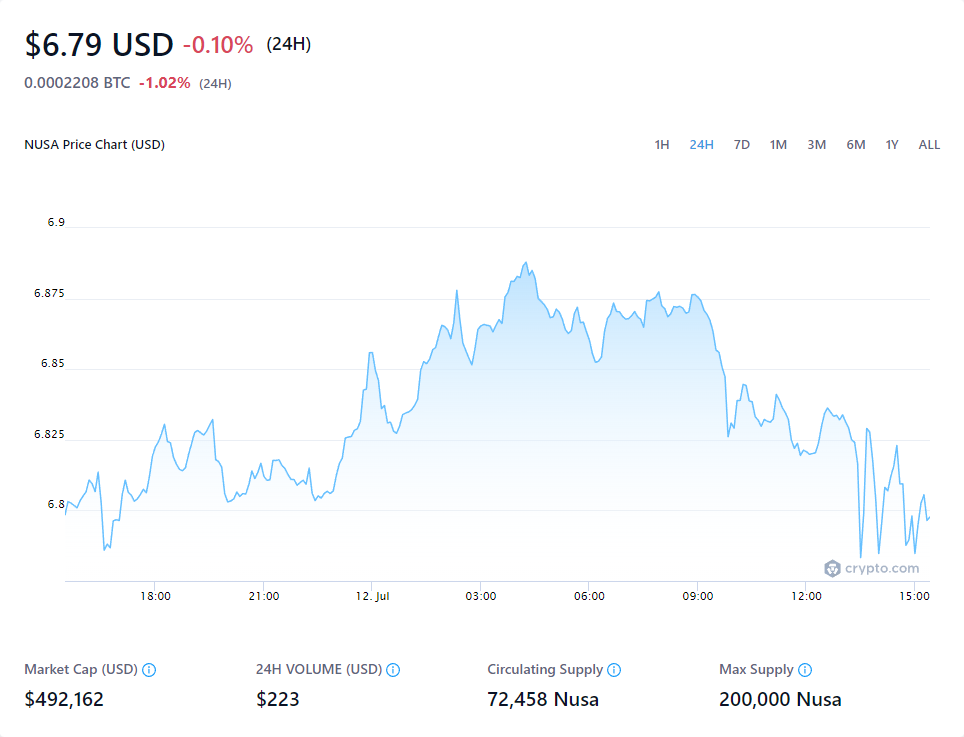 $6.79 USD -0.10% (24H)
0.0002208 BTC -1.02% (24H)
NUSA Price Chart (USD)
1H 24H 7D 1M 3M 6M 1Y ALL
6.9
6.875
6.85
6.825
6.8
crypto.com
18:00 21:00 12. Jul 03:00 06:00 09:00 12:00 15:00
Market Cap (USD) 24H VOLUME (USD) Circulating Supply Max Supply
$492,162 $223 72,458 Nusa 200,000 Nusa